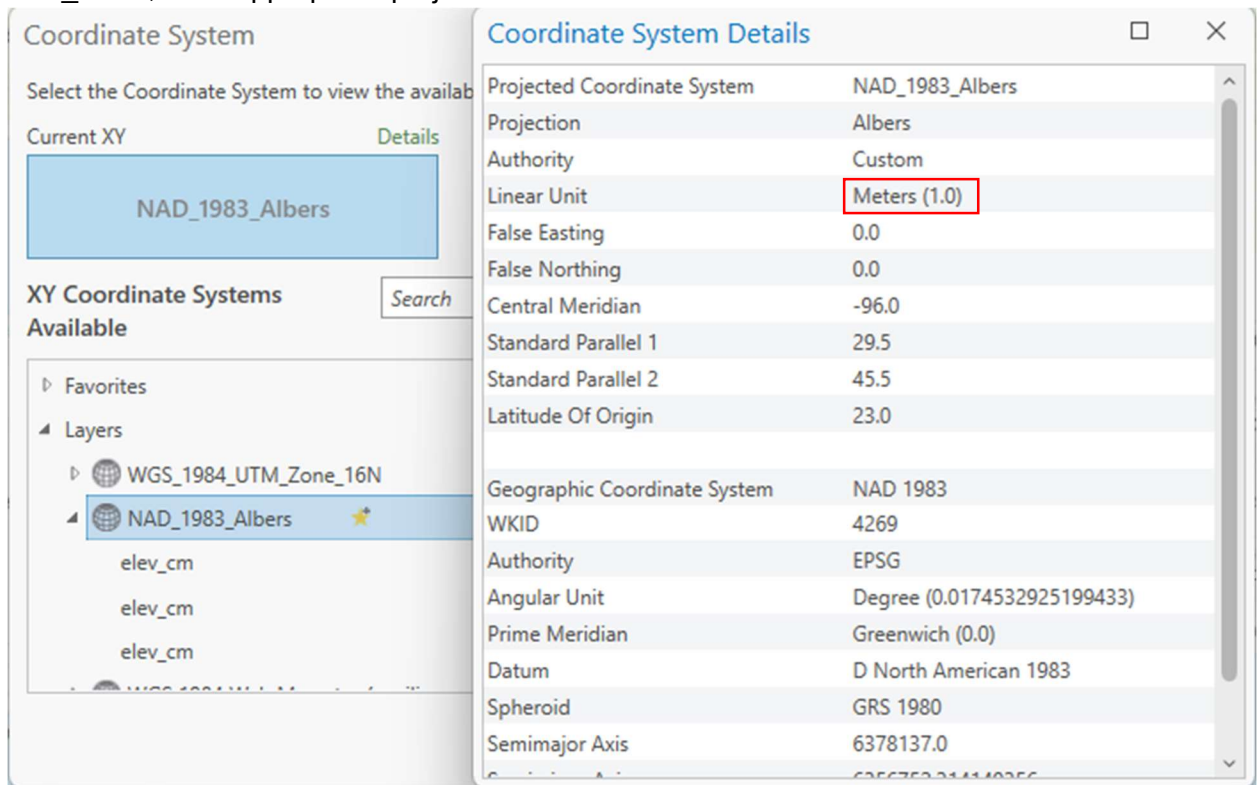 Coordinate System
Select the Coordinate System to view the availab
Current XY Details
NAD_1983_Albers
XY Coordinate Systems Available
Search
Favorites
Layers
WGS_1984_UTM_Zone_16N
NAD_1983_Albers
elev_cm
elev_cm
elev_cm
Coordinate System Details
Projected Coordinate System NAD_1983_Albers
Projection Albers
Authority Custom
Linear Unit Meters (1.0)
False Easting 0.0
False Northing 0.0
Central Meridian -96.0
Standard Parallel 1 29.5
Standard Parallel 2 45.5
Latitude Of Origin 23.0
Geographic Coordinate System NAD 1983
WKID 4269
Authority EPSG
Angular Unit Degree (0.0174532925199433)
Prime Meridian Greenwich (0.0)
Datum D North American 1983
Spheroid GRS 1980
Semimajor Axis 6378137.0